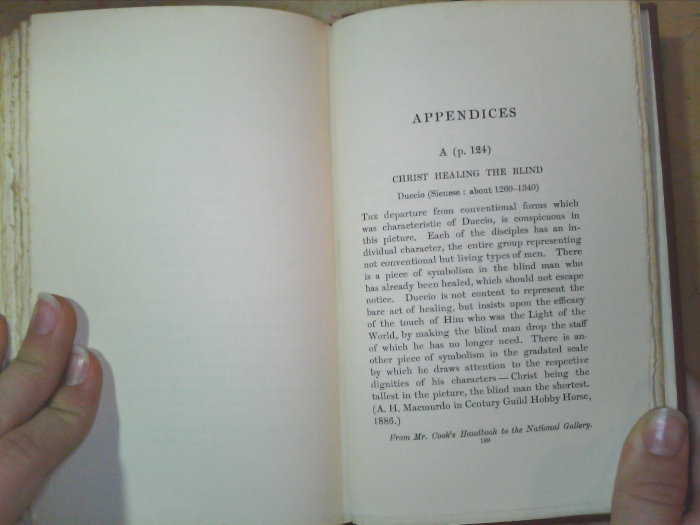 APPENDICES
A (p. 124)
CHRIST HEALING THE BLIND
Duccio (Sienese : about 1260–1340)
THE departure from conventional forms which
was characteristic of Duccio, is conspicuous in
this picture. Each of the disciples has an in-
dividual character, the entire group representing
not conventional but living types of men. There
is a piece of symbolism in the blind man who
has already been healed, which should not escape
notice. Duccio is not content to represent the
bare act of healing, but insists upon the efficacy
of the touch of Him who was the Light of the
World, by making the blind man drop the staff
of which he has no longer need. There is an-
other piece of symbolism in the gradated scale
by which he draws attention to the respective
dignities of his characters — Christ being the
tallest in the picture, the blind man the shortest.
(A. H. Macmurdo in Century Guild Hobby Horse,
1886.)
From Mr. Cook's Handbook to the National Gallery.
189